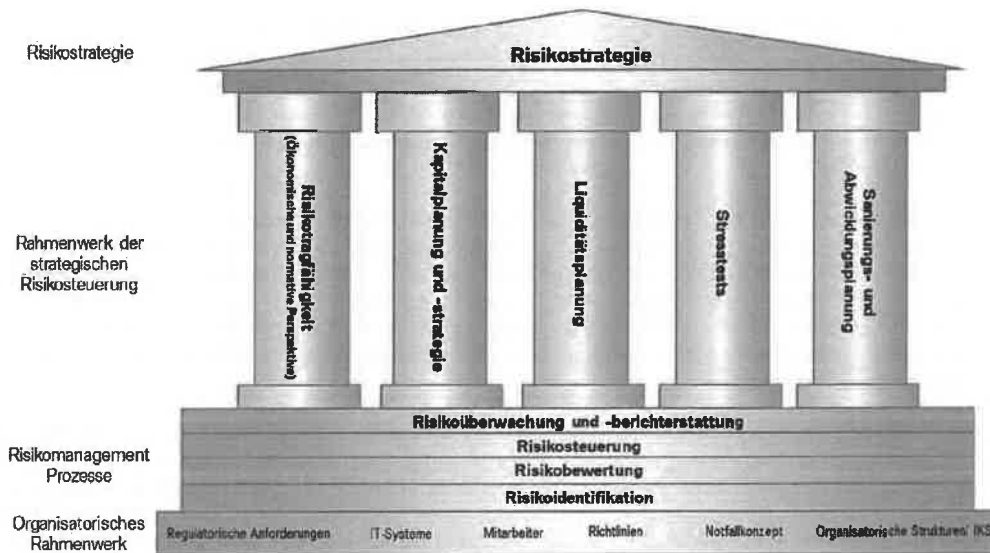 Risikostrategie
Risikostrategie
Rahmenwerk der
strategischen
Risikosteuerung
Risikotragfähigkeit
(Ökonomische und normative Perspektive)
Kapitalplanung und -strategie
Liquiditätsplanung
Stresstests
Sanierungs- und
Abwicklungsplanung
Risikomanagement
Prozesse
Risikoüberwachung und -berichterstattung
Risikosteuerung
Risikobewertung
Risikoidentifikation
Organisatorisches
Rahmenwerk
Regulatorische Anforderungen IT-Systeme Mitarbeiter Richtlinien Notfallkonzept Organisatorische Strukturen/ IKS